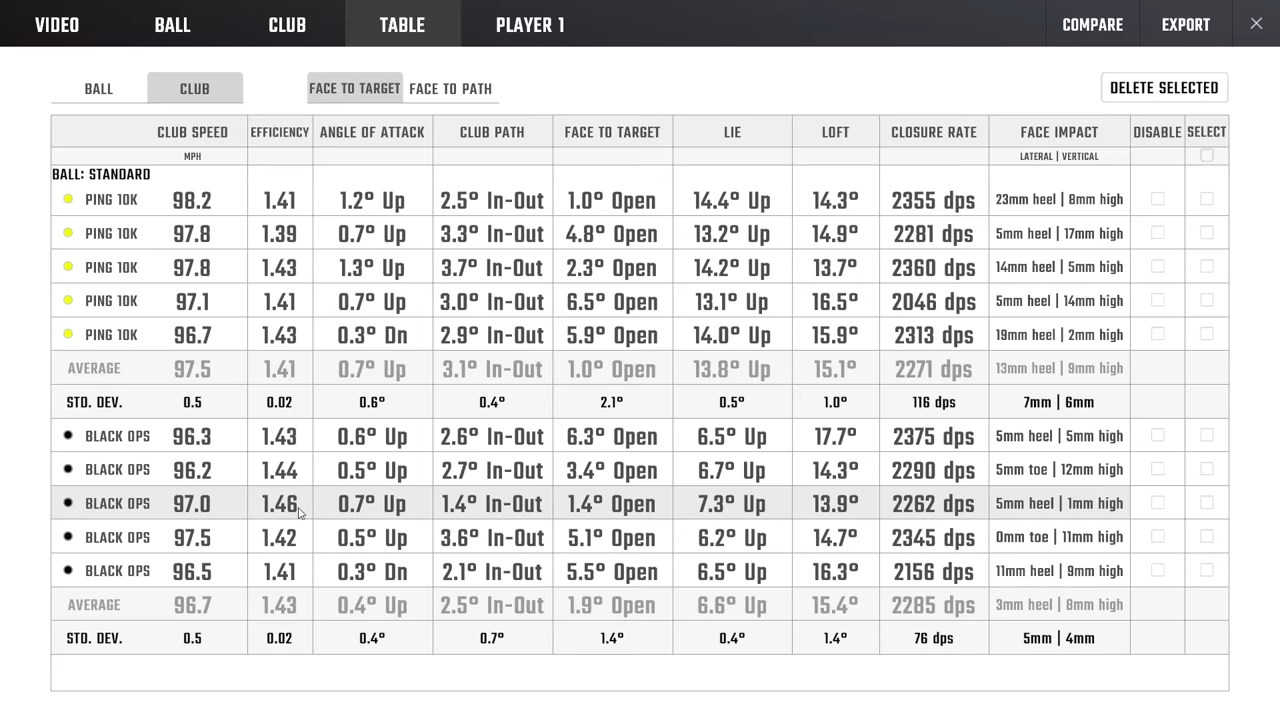 VIDEO BALL CLUB TABLE PLAYER 1 COMPARE EXPORT
BALL CLUB FACE TO TARGET FACE TO PATH DELETE SELECTED
CLUB SPEED EFFICIENCY ANGLE OF ATTACK CLUB PATH FACE TO TARGET LIE LOFT CLOSURE RATE FACE IMPACT DISABLE SELECT
MPH LATERAL | VERTICAL
BALL: STANDARD
PING 10K 98.2 1.41 1.2° Up 2.5° In-Out 1.0° Open 14.4° Up 14.3° 2355 dps 23mm heel | 8mm high
PING 10K 97.8 1.39 0.7° Up 3.3° In-Out 4.8° Open 13.2° Up 14.9° 2281 dps 5mm heel | 17mm high
PING 10K 97.8 1.43 1.3° Up 3.7° In-Out 2.3° Open 14.2° Up 13.7° 2360 dps 14mm heel | 5mm high
PING 10K 97.1 1.41 0.7° Up 3.0° In-Out 6.5° Open 13.1° Up 16.5° 2046 dps 5mm heel | 14mm high
PING 10K 96.7 1.43 0.3° Dn 2.9° In-Out 5.9° Open 14.0° Up 15.9° 2313 dps 19mm heel | 2mm high
AVERAGE 97.5 1.41 0.7° Up 3.1° In-Out 1.0° Open 13.8° Up 15.1° 2271 dps 13mm heel | 9mm high
STD. DEV. 0.5 0.02 0.6° 0.4° 2.1° 0.5° 1.0° 116 dps 7mm | 6mm
BLACK OPS 96.3 1.43 0.6° Up 2.6° In-Out 6.3° Open 6.5° Up 17.7° 2375 dps 5mm heel | 5mm high
BLACK OPS 96.2 1.44 0.5° Up 2.7° In-Out 3.4° Open 6.7° Up 14.3° 2290 dps 5mm toe | 12mm high
BLACK OPS 97.0 1.46 0.7° Up 1.4° In-Out 1.4° Open 7.3° Up 13.9° 2262 dps 5mm heel | 1mm high
BLACK OPS 97.5 1.42 0.5° Up 3.6° In-Out 5.1° Open 6.2° Up 14.7° 2345 dps 0mm toe | 11mm high
BLACK OPS 96.5 1.41 0.3° Dn 2.1° In-Out 5.5° Open 6.5° Up 16.3° 2156 dps 11mm heel | 9mm high
AVERAGE 96.7 1.43 0.4° Up 2.5° In-Out 1.9° Open 6.6° Up 15.4° 2285 dps 3mm heel | 8mm high
STD. DEV. 0.5 0.02 0.4° 0.7° 1.4° 0.4° 1.4° 76 dps 5mm | 4mm